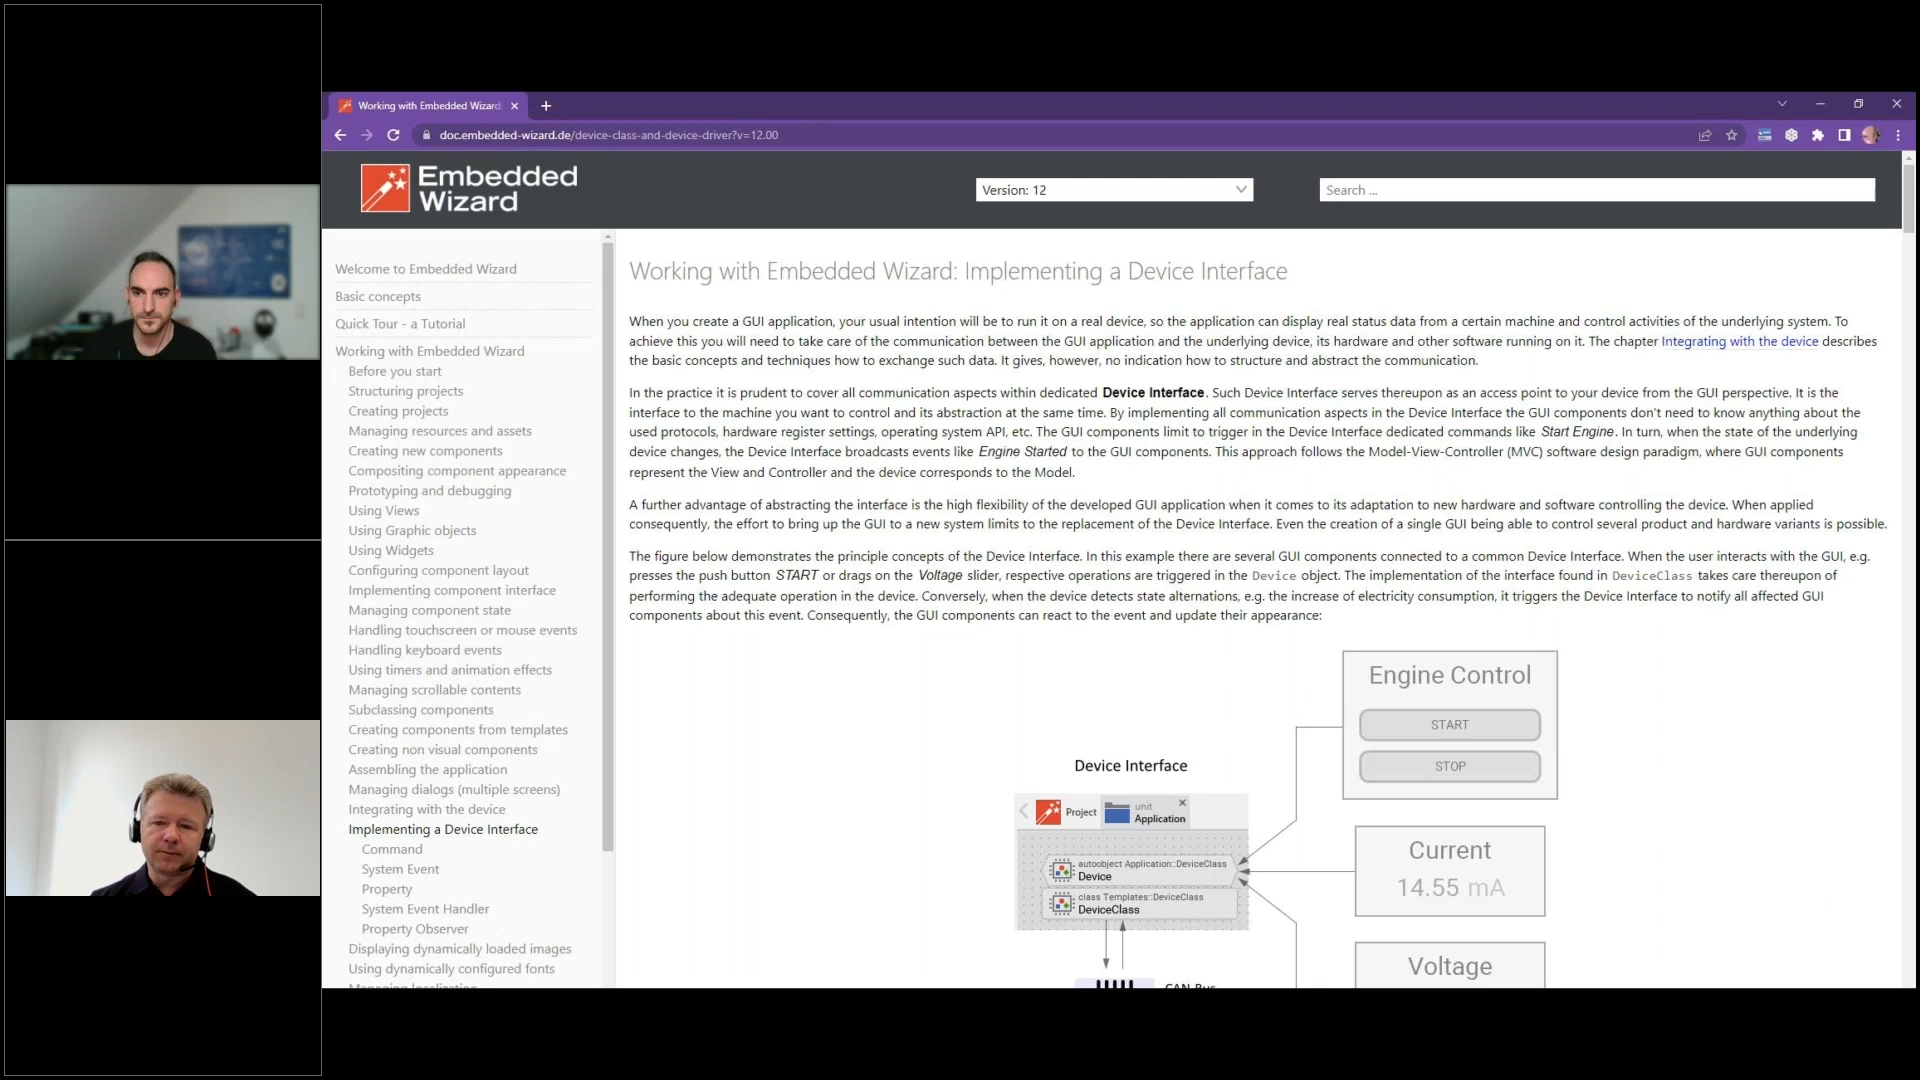 Working with Embedded Wizard:
doc.embedded-wizard.de/device-class-and-device-driver?v=12.00
Embedded
Wizard
Version: 12
Search ...
Welcome to Embedded Wizard
Basic concepts
Quick Tour - a Tutorial
Working with Embedded Wizard
Before you start
Structuring projects
Creating projects
Managing resources and assets
Creating new components
Compositing component appearance
Prototyping and debugging
Using Views
Using Graphic objects
Using Widgets
Configuring component layout
Implementing component interface
Managing component state
Handling touchscreen or mouse events
Handling keyboard events
Using timers and animation effects
Managing scrollable contents
Subclassing components
Creating components from templates
Creating non visual components
Assembling the application
Managing dialogs (multiple screens)
Integrating with the device
Implementing a Device Interface
Command
System Event
Property
System Event Handler
Property Observer
Displaying dynamically loaded images
Using dynamically configured fonts
Managing localization
Working with Embedded Wizard: Implementing a Device Interface
When you create a GUI application, your usual intention will be to run it on a real device, so the application can display real status data from a certain machine and control activities of the underlying system. To
achieve this you will need to take care of the communication between the GUI application and the underlying device, its hardware and other software running on it. The chapter Integrating with the device describes
the basic concepts and techniques how to exchange such data. It gives, however, no indication how to structure and abstract the communication.
In the practice it is prudent to cover all communication aspects within dedicated Device Interface. Such Device Interface serves thereupon as an access point to your device from the GUI perspective. It is the
interface to the machine you want to control and its abstraction at the same time. By implementing all communication aspects in the Device Interface the GUI components don't need to know anything about the
used protocols, hardware register settings, operating system API, etc. The GUI components limit to trigger in the Device Interface dedicated commands like Start Engine. In turn, when the state of the underlying
device changes, the Device Interface broadcasts events like Engine Started to the GUI components. This approach follows the Model-View-Controller (MVC) software design paradigm, where GUI components
represent the View and Controller and the device corresponds to the Model.
A further advantage of abstracting the interface is the high flexibility of the developed GUI application when it comes to its adaptation to new hardware and software controlling the device. When applied
consequently, the effort to bring up the GUI to a new system limits to the replacement of the Device Interface. Even the creation of a single GUI being able to control several product and hardware variants is possible.
The figure below demonstrates the principle concepts of the Device Interface. In this example there are several GUI components connected to a common Device Interface. When the user interacts with the GUI, e.g.
presses the push button START or drags on the Voltage slider, respective operations are triggered in the Device object. The implementation of the interface found in DeviceClass takes care thereupon of
performing the adequate operation in the device. Conversely, when the device detects state alternations, e.g. the increase of electricity consumption, it triggers the Device Interface to notify all affected GUI
components about this event. Consequently, the GUI components can react to the event and update their appearance:
Device Interface
Project
unit
Application
autoobject Application::DeviceClass
Device
class Templates::DeviceClass
DeviceClass
CAN-Bus
Engine Control
START
STOP
Current
14.55 mA
Voltage